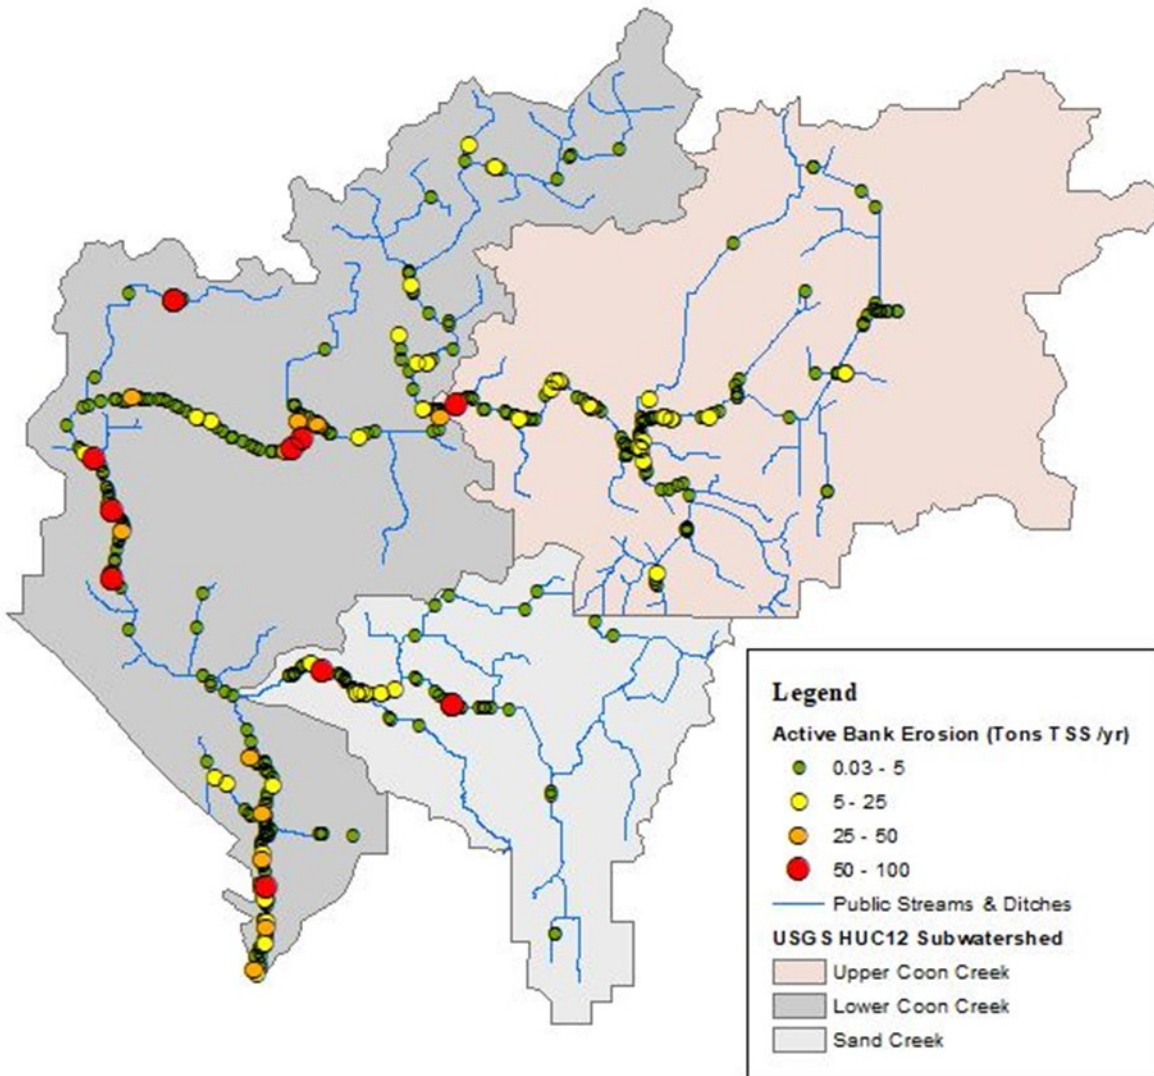 Legend
Active Bank Erosion (Tons TSS /yr)
0.03 - 5
5 - 25
25 - 50
50 - 100
Public Streams & Ditches
USGS HUC12 Subwatershed
Upper Coon Creek
Lower Coon Creek
Sand Creek